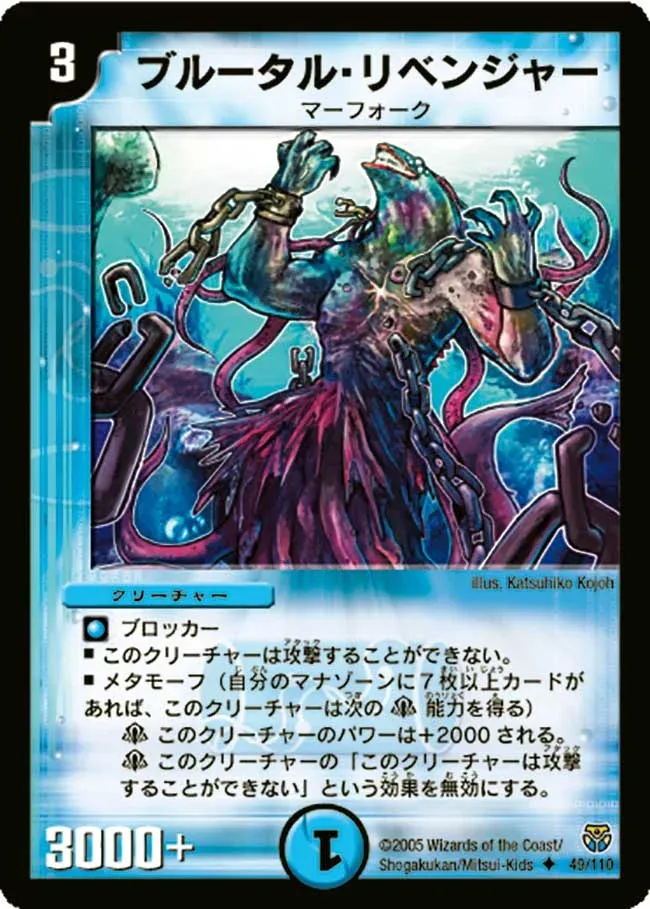 3
ブルータル・リベンジャー
マーフォーク
illus. Katsuhiko Kojoh
クリーチャー
ブロッカー
■ このクリーチャーは攻撃することができない。
■ メタモーフ(自分のマナゾーンに7枚以上カードが
あれば、このクリーチャーは次の 能力を得る)
このクリーチャーのパワーは+2000 される。
このクリーチャーの「このクリーチャーは攻撃
することができない」という効果を無効にする。
3000+
1
©2005 Wizards of the Coast/
Shogakukan/Mitsui-Kids ♦ 49/110